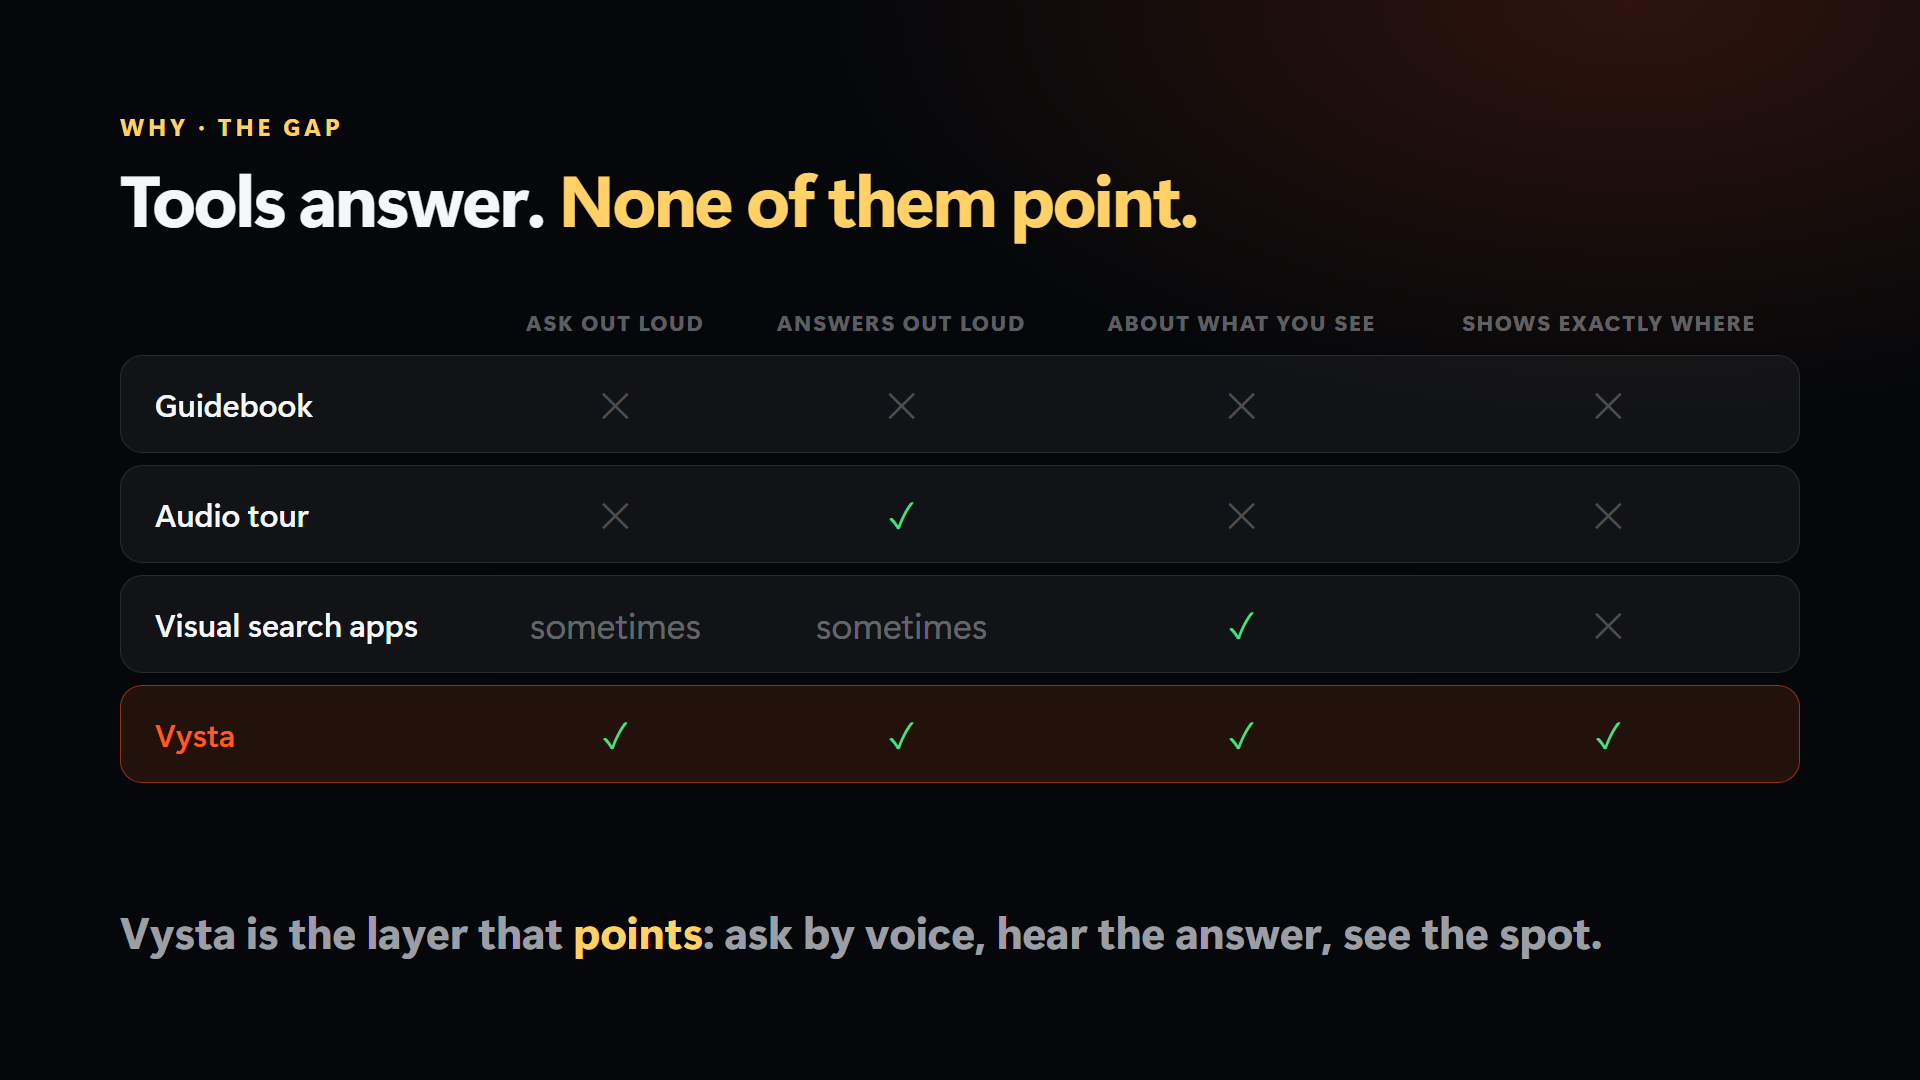 WHY · THE GAP
Tools answer. None of them point.
ASK OUT LOUD ANSWERS OUT LOUD ABOUT WHAT YOU SEE SHOWS EXACTLY WHERE
Guidebook ✕ ✕ ✕ ✕
Audio tour ✕ ✓ ✕ ✕
Visual search apps sometimes sometimes ✓ ✕
Vysta ✓ ✓ ✓ ✓
Vysta is the layer that points: ask by voice, hear the answer, see the spot.